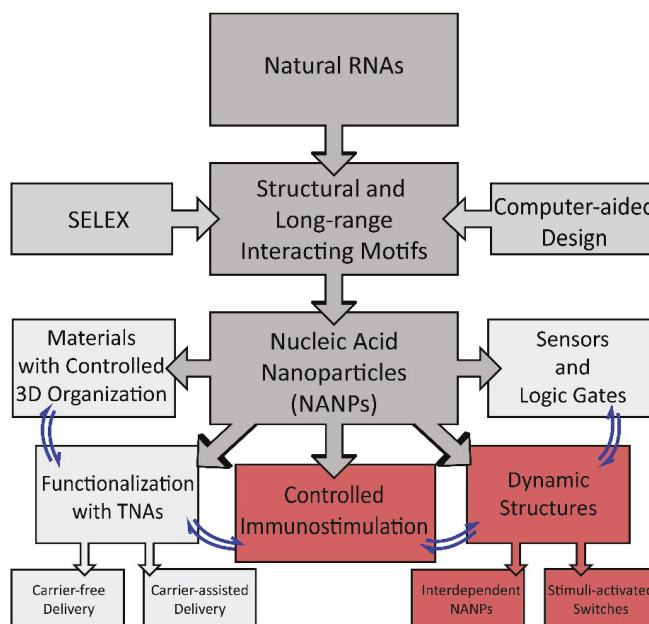 Natural RNAs
SELEX
Structural and
Long-range
Interacting Motifs
Computer-aided
Design
Materials
with Controlled
3D Organization
Nucleic Acid
Nanoparticles
(NANPs)
Sensors
and
Logic Gates
Functionalization
with TNAs
Controlled
Immunostimulation
Dynamic
Structures
Carrier-free
Delivery
Carrier-assisted
Delivery
Interdependent
NANPs
Stimuli-activated
Switches